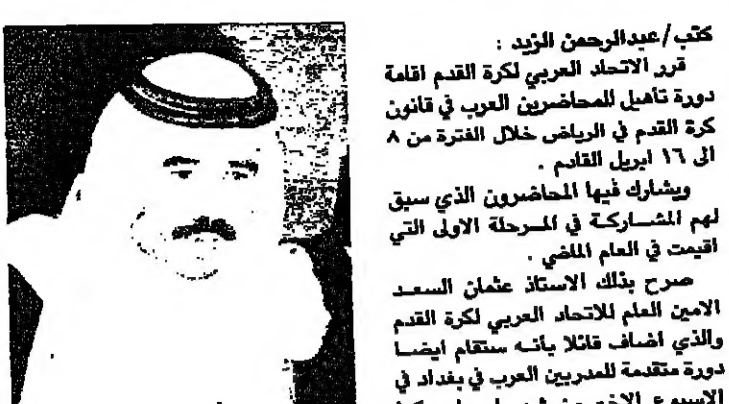 كتب/عبدالرحمن الزيد :
قرر الاتحاد العربي لكرة القدم اقامة
دورة تأهيل للمحاضرين العرب في قانون
كرة القدم في الرياض خلال الفترة من ٨
الى ١٦ ابريل القادم .
ويشارك فيها المحاضرون الذي سبق
لهم المشاركة في المرحلة الاولى التي
اقيمت في العام الماضي .
صرح بذلك الاستاذ عثمان السعد
الامين العام للاتحاد العربي لكرة القدم
والذي اضاف قائلا بأنه ستقام ايضا
دورة متقدمة للمدربين العرب في بغداد في
الاسبوع